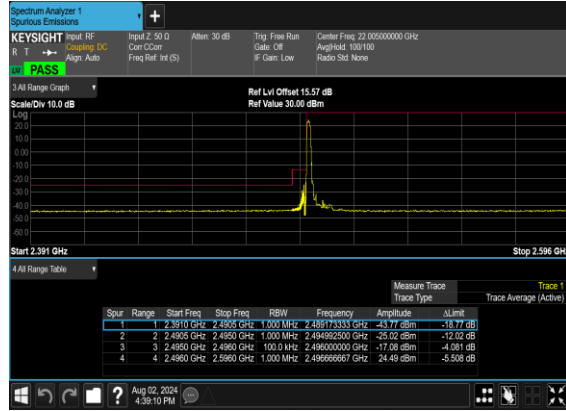 Spectrum Analyzer 1
Spurious Emissions
+
KEYSIGHT Input: RF Input Z: 50 Ω Atten: 30 dB Trig: Free Run Center Freq: 22.005000000 GHz
R T Coupling: DC Corr CCorr Gate: Off Avg|Hold: 100/100
Align: Auto Freq Ref: Int (S) IF Gain: Low Radio Std: None
PASS
3 All Range Graph Ref Lvl Offset 15.57 dB
Scale/Div 10.0 dB Ref Value 30.00 dBm
Log
20.0
10.0
0.00
-10.0
-20.0
-30.0
-40.0
-50.0
-60.0
Start 2.391 GHz Stop 2.596 GH
4 All Range Table
Measure Trace Trace 1
Trace Type Trace Average (Active)
Spur Range Start Freq Stop Freq RBW Frequency Amplitude ΔLimit
1 1 2.3910 GHz 2.4905 GHz 1.000 MHz 2.489173333 GHz -43.77 dBm -18.77 dB
2 2 2.4905 GHz 2.4950 GHz 1.000 MHz 2.494992500 GHz -25.02 dBm -12.02 dB
3 3 2.4950 GHz 2.4960 GHz 100.0 kHz 2.496000000 GHz -17.08 dBm -4.081 dB
4 4 2.4960 GHz 2.5960 GHz 1.000 MHz 2.496666667 GHz 24.49 dBm -5.508 dB
? Aug 02, 2024
4:39:10 PM